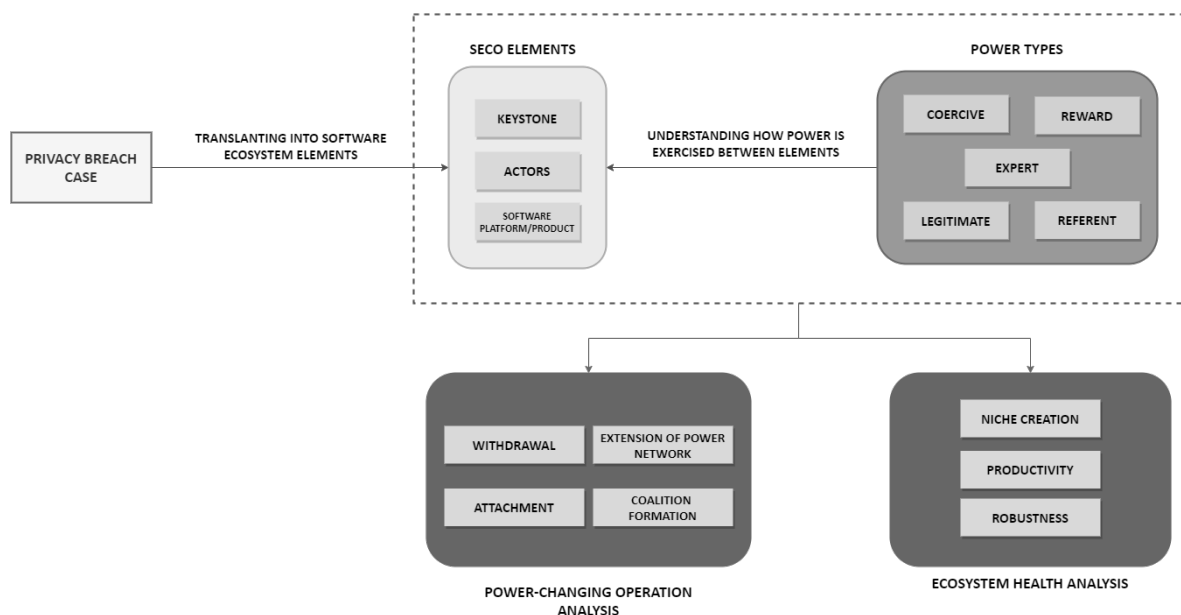 SECO ELEMENTS
POWER TYPES
KEYSTONE
ACTORS
SOFTWARE
PLATFORM/PRODUCT
COERCIVE
REWARD
EXPERT
LEGITIMATE
REFERENT
PRIVACY BREACH
CASE
TRANSLANTING INTO SOFTWARE
ECOSYSTEM ELEMENTS
UNDERSTANDING HOW POWER IS
EXERCISED BETWEEN ELEMENTS
WITHDRAWAL
EXTENSION OF POWER
NETWORK
ATTACHMENT
COALITION
FORMATION
POWER-CHANGING OPERATION
ANALYSIS
NICHE CREATION
PRODUCTIVITY
ROBUSTNESS
ECOSYSTEM HEALTH ANALYSIS